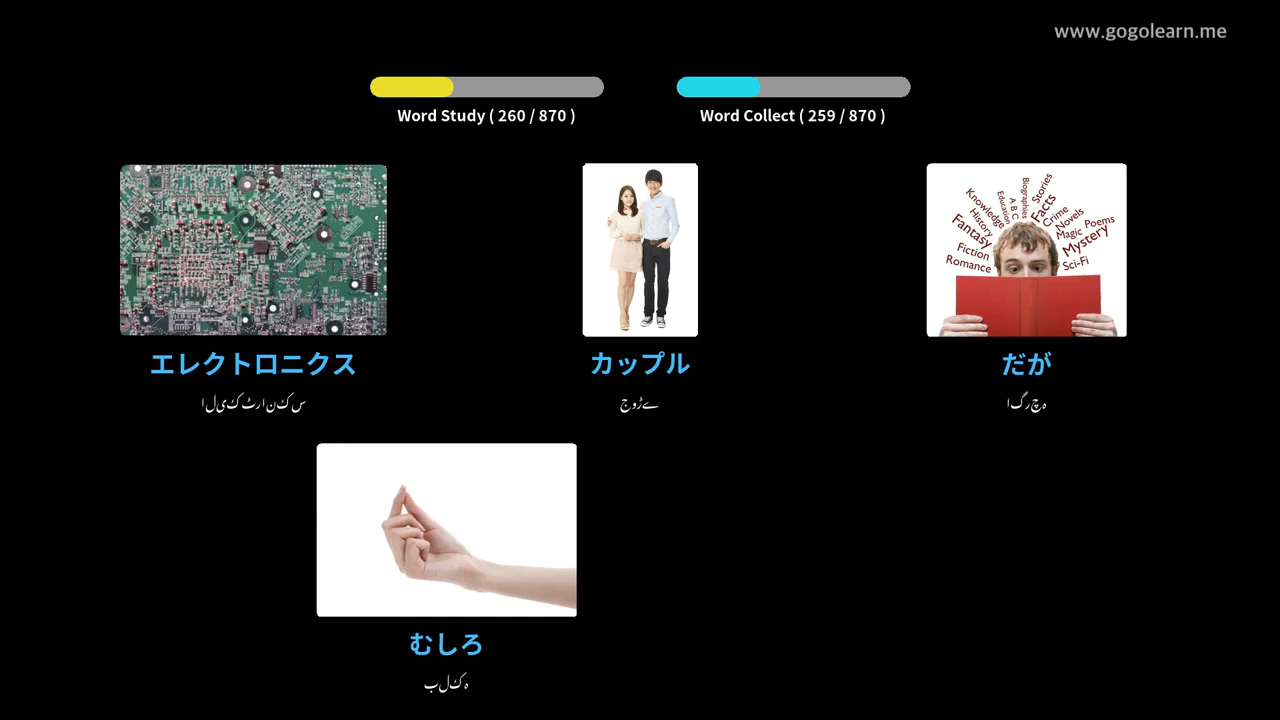 www.gogolearn.me
Word Study ( 260 / 870 )
Word Collect ( 259 / 870 )
Romance
Fiction
Fantasy
History
Knowledge
Education
A B C
Biographies
Stories
Facts
Crime
Novels
Magic
Poems
Mystery
Sci-Fi
エレクトロニクス
カップル
だが
الیکٹرانکس
جوڑے
اگرچہ
むしろ
بلکہ